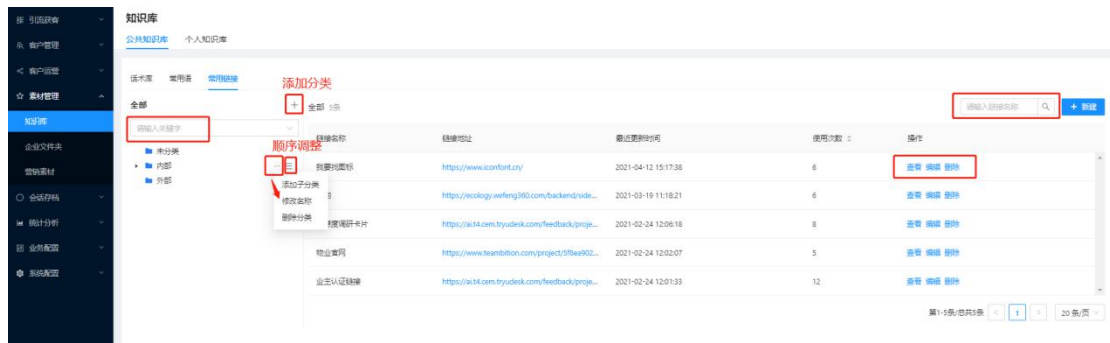 引流获客
客户管理
客户运营
素材管理
知识库
企业文件夹
营销素材
会话存档
统计分析
业务配置
系统配置
知识库
公共知识库 个人知识库
话术库 常用语 常用链接
添加分类
全部
请输入关键字
未分类
内部
外部
顺序调整
添加子分类
修改名称
删除分类
全部 5条
请输入链接名称
+ 新建
链接名称 链接地址 最近更新时间 使用次数 操作
我要找图标 https://www.iconfont.cn/ 2021-04-12 15:17:38 6 查看 编辑 删除
https://ecology.wefeng360.com/backend/side... 2021-03-19 11:18:21 6 查看 编辑 删除
度调研卡片 https://ai.t4.cem.tryudesk.com/feedback/proje... 2021-02-24 12:06:18 8 查看 编辑 删除
物业官网 https://www.teambition.com/project/5f8ea902... 2021-02-24 12:02:07 5 查看 编辑 删除
业主认证链接 https://ai.t4.cem.tryudesk.com/feedback/proje... 2021-02-24 12:01:33 12 查看 编辑 删除
第1-5条/总共5条 < 1 > 20 条/页